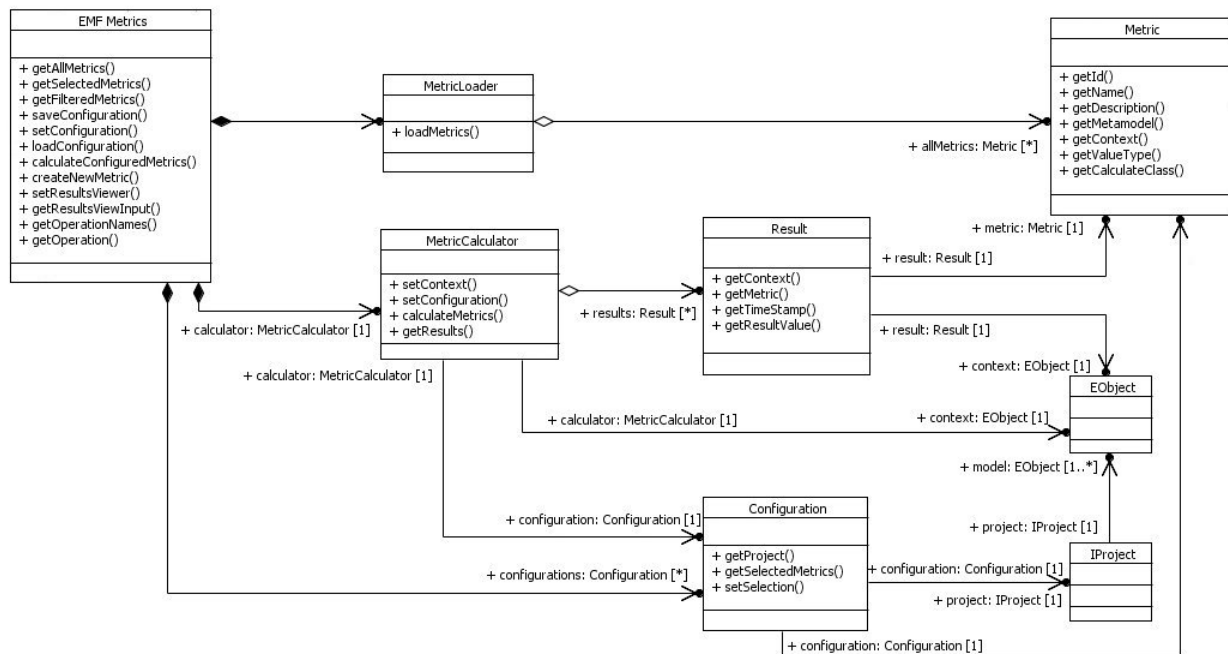 EMF Metrics
+ getAllMetrics()
+ getSelectedMetrics()
+ getFilteredMetrics()
+ saveConfiguration()
+ setConfiguration()
+ loadConfiguration()
+ calculateConfiguredMetrics()
+ createNewMetric()
+ setResultsViewer()
+ getResultsViewInput()
+ getOperationNames()
+ getOperation()
MetricLoader
+ loadMetrics()
+ allMetrics: Metric [*]
Metric
+ getId()
+ getName()
+ getDescription()
+ getMetamodel()
+ getContext()
+ getValueType()
+ getCalculateClass()
+ calculator: MetricCalculator [1]
MetricCalculator
+ setContext()
+ setConfiguration()
+ calculateMetrics()
+ getResults()
+ results: Result [*]
Result
+ getContext()
+ getMetric()
+ getTimeStamp()
+ getResultValue()
+ metric: Metric [1]
+ result: Result [1]
+ result: Result [1]
+ context: EObject [1]
+ calculator: MetricCalculator [1]
+ calculator: MetricCalculator [1]
+ context: EObject [1]
EObject
+ model: EObject [1..*]
+ project: IProject [1]
+ configuration: Configuration [1]
+ configurations: Configuration [*]
Configuration
+ getProject()
+ getSelectedMetrics()
+ setSelection()
+ configuration: Configuration [1]
+ project: IProject [1]
IProject
+ configuration: Configuration [1]